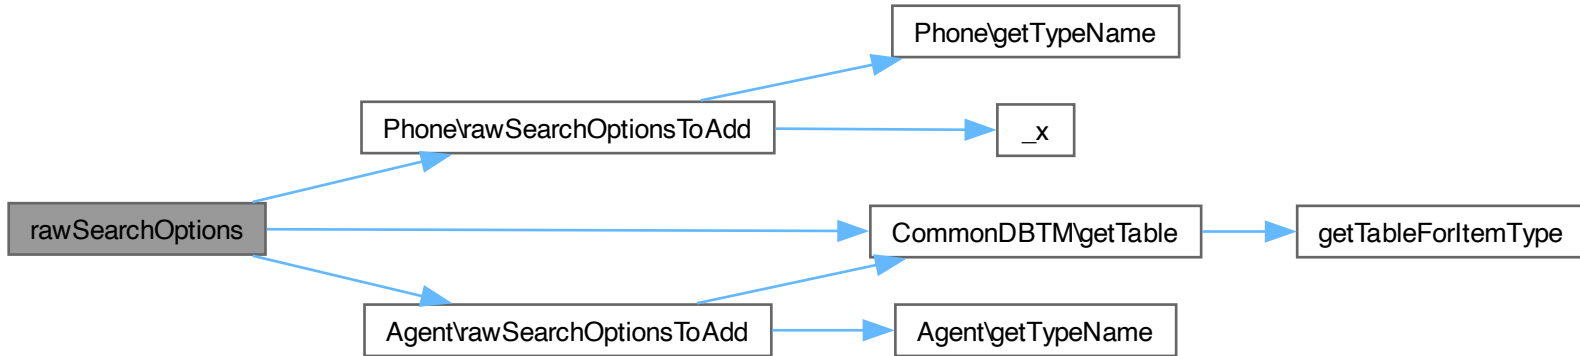 Phone\getTypeName
Phone\rawSearchOptionsToAdd
_x
rawSearchOptions
CommonDBTM\getTable
getTableForItemType
Agent\rawSearchOptionsToAdd
Agent\getTypeName